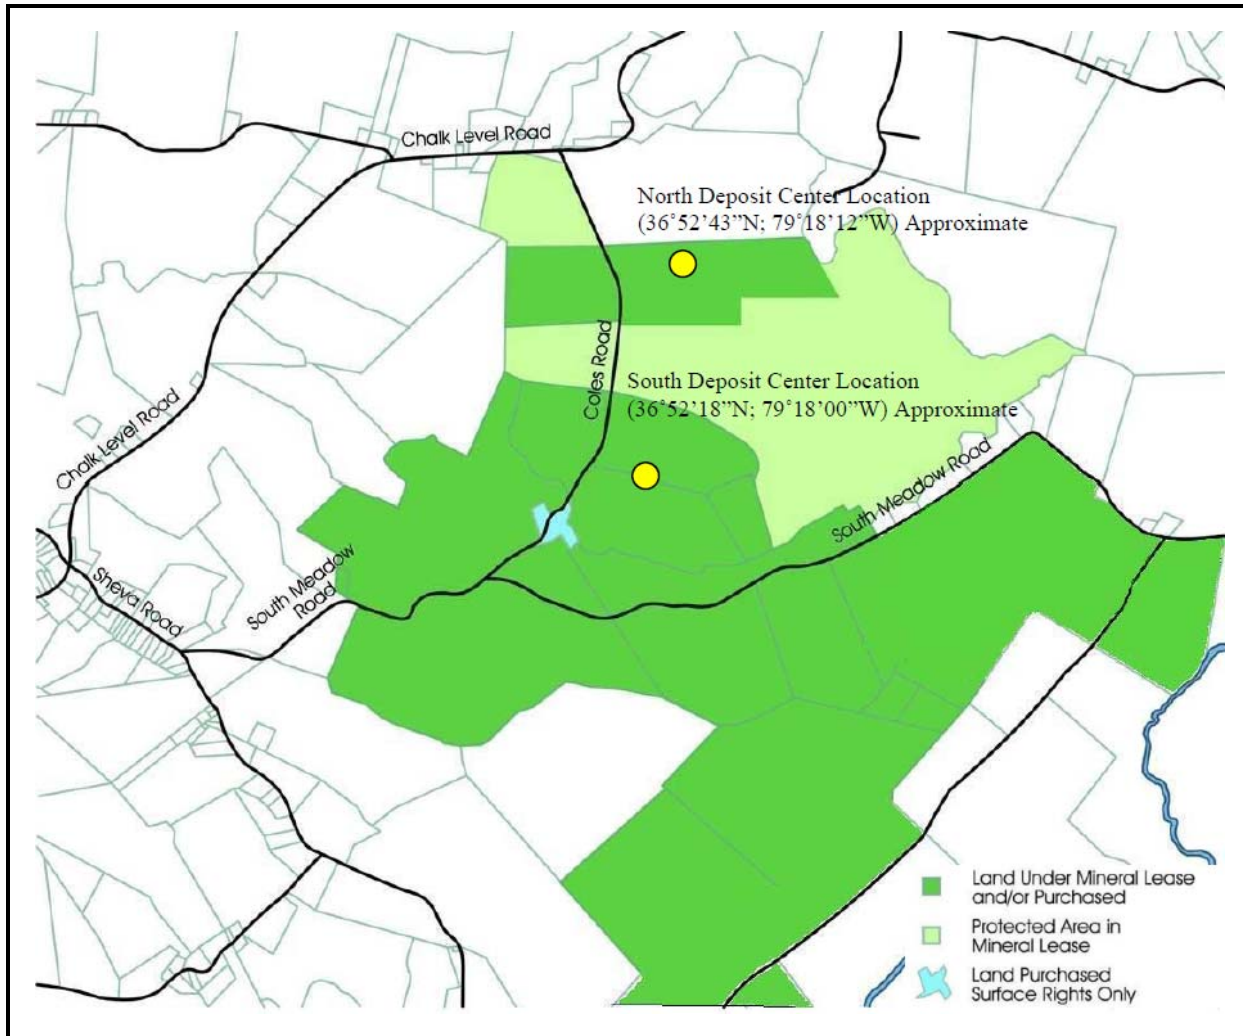 Chalk Level Road
North Deposit Center Location
(36˚52’43”N; 79˚18’12”W) Approximate
Coles Road
South Deposit Center Location
(36˚52’18”N; 79˚18’00”W) Approximate
Chalk Level Road
South Meadow Road
Sheva Road
South Meadow
Road
Land Under Mineral Lease
and/or Purchased
Protected Area in
Mineral Lease
Land Purchased
Surface Rights Only